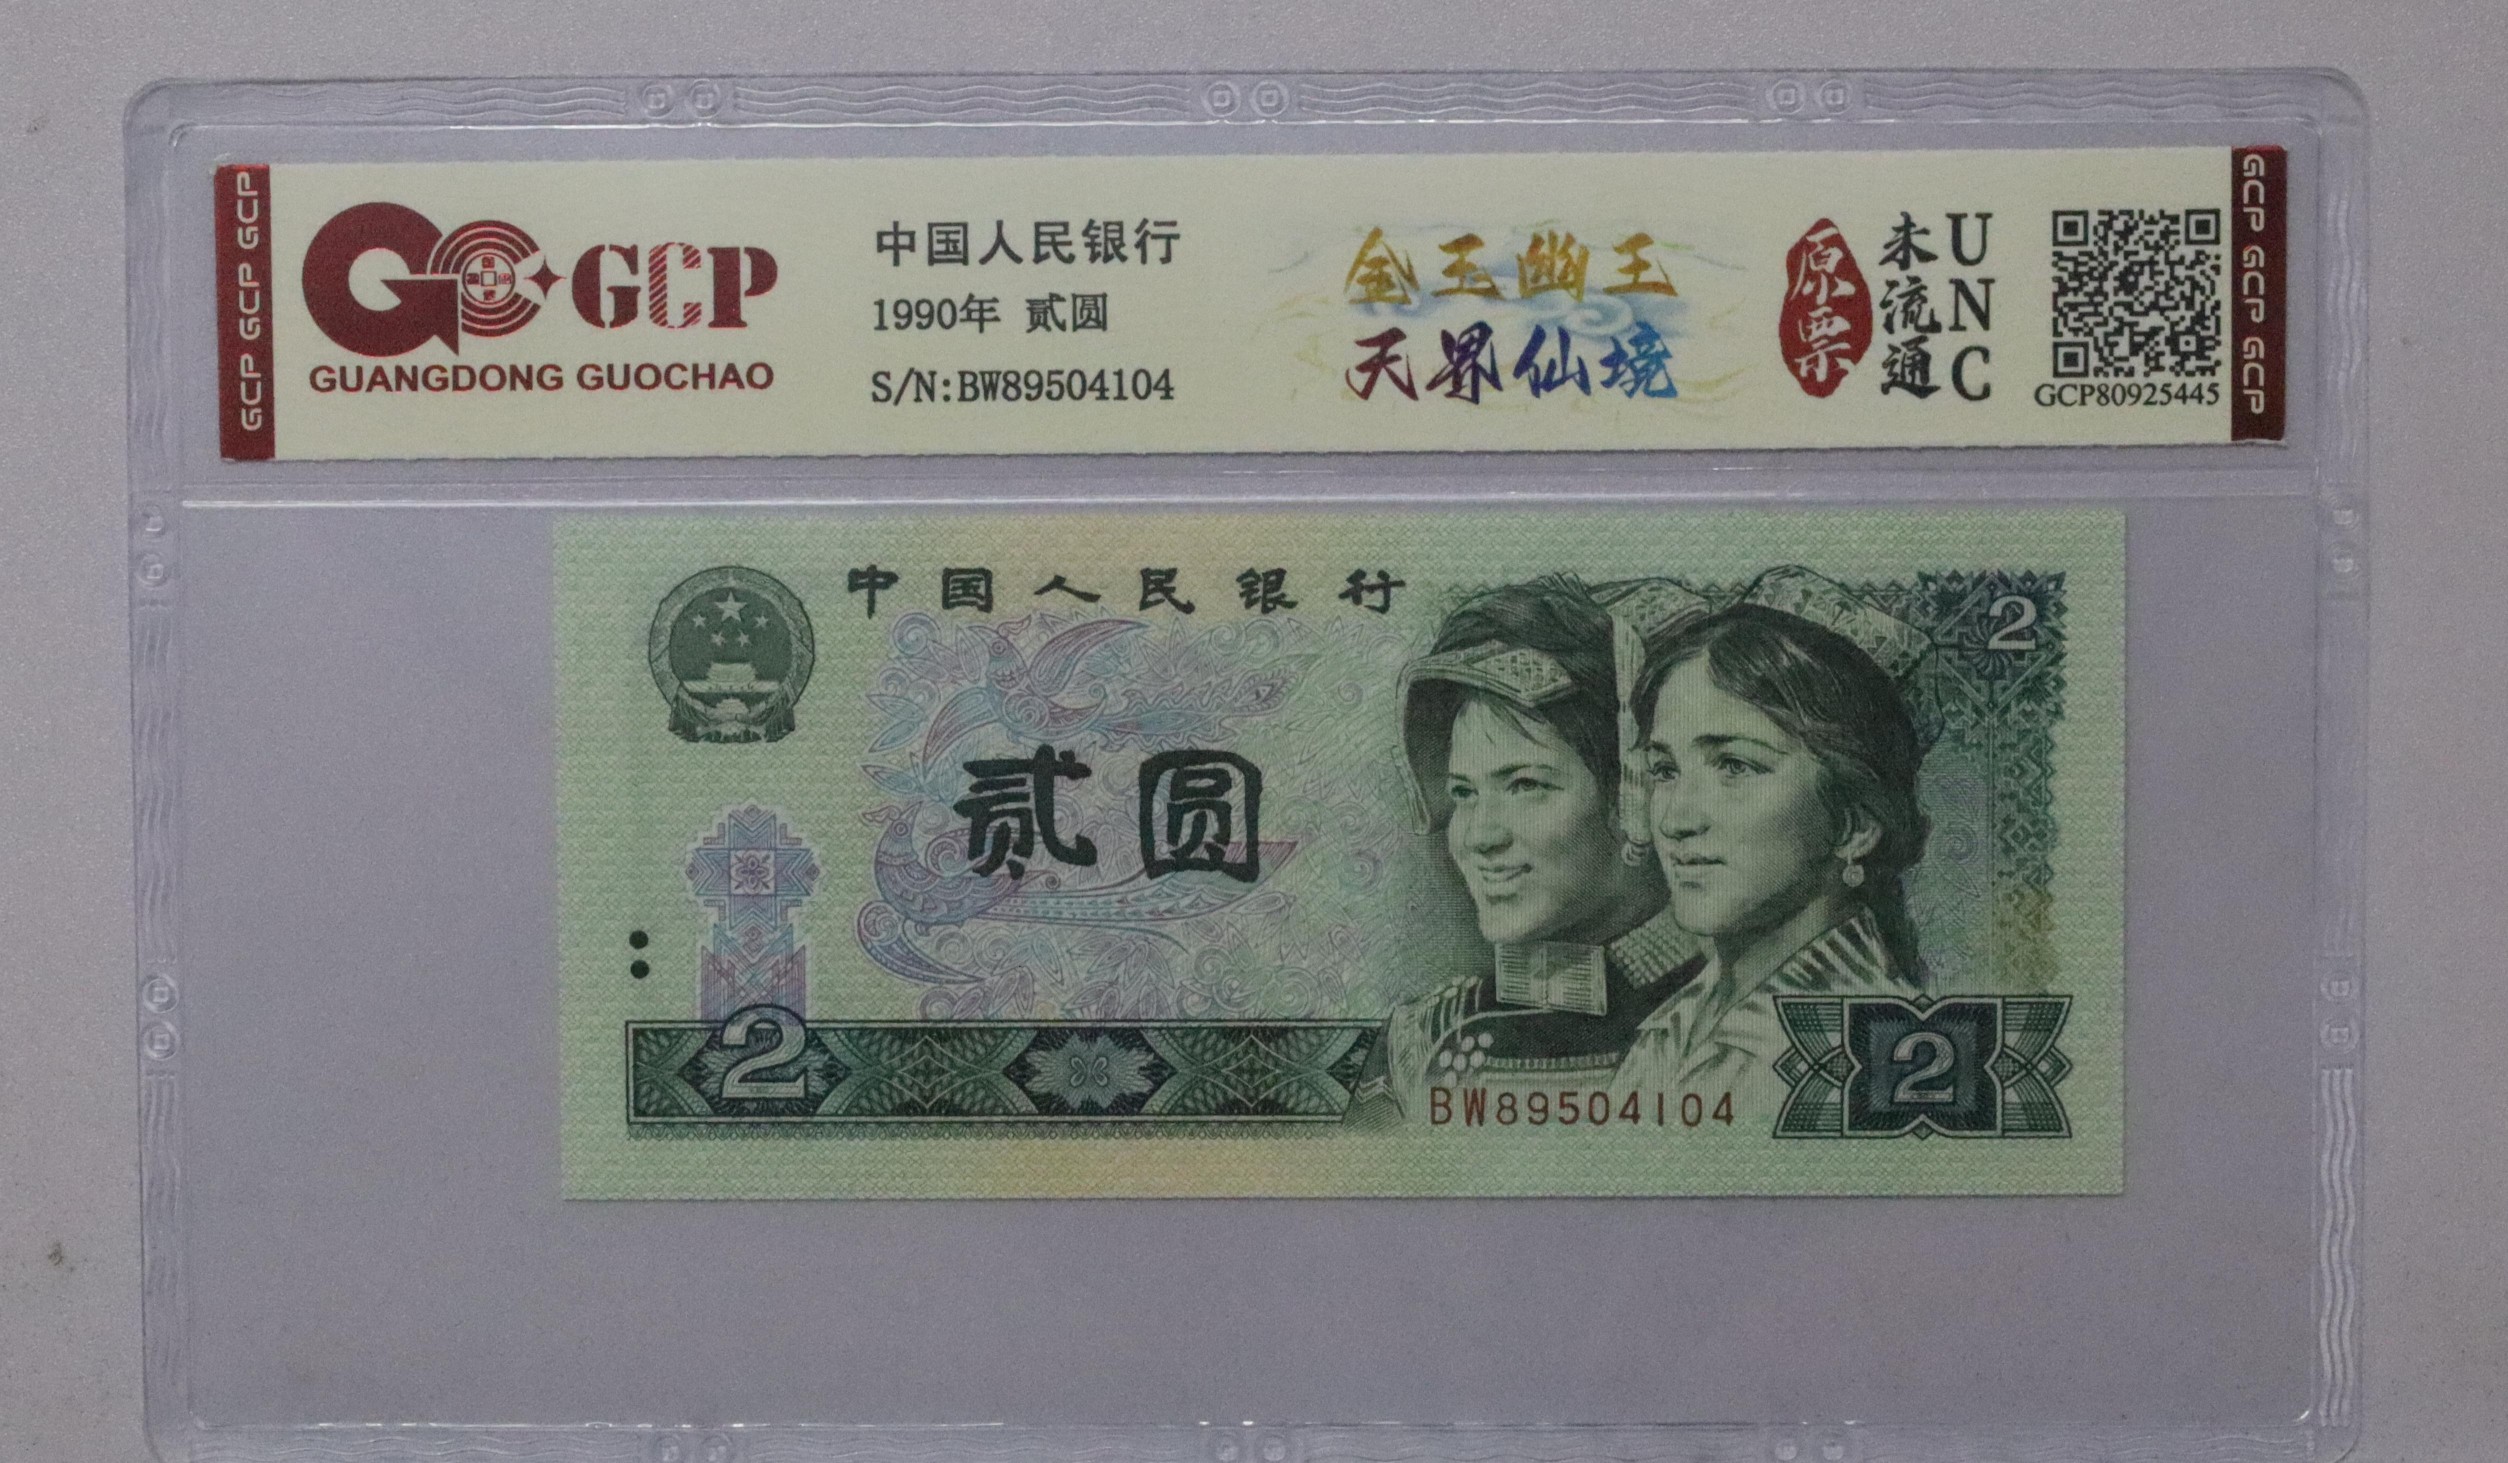 GCP GCP GCP
GCP
GUANGDONG GUOCHAO
中国人民银行
1990年 贰圆
S/N:BW89504104
金玉幽王
天界仙境
原票
未流通
UNC
GCP80925445
GCP GCP GCP
中国人民银行
2
贰圆
2
BW89504104
2